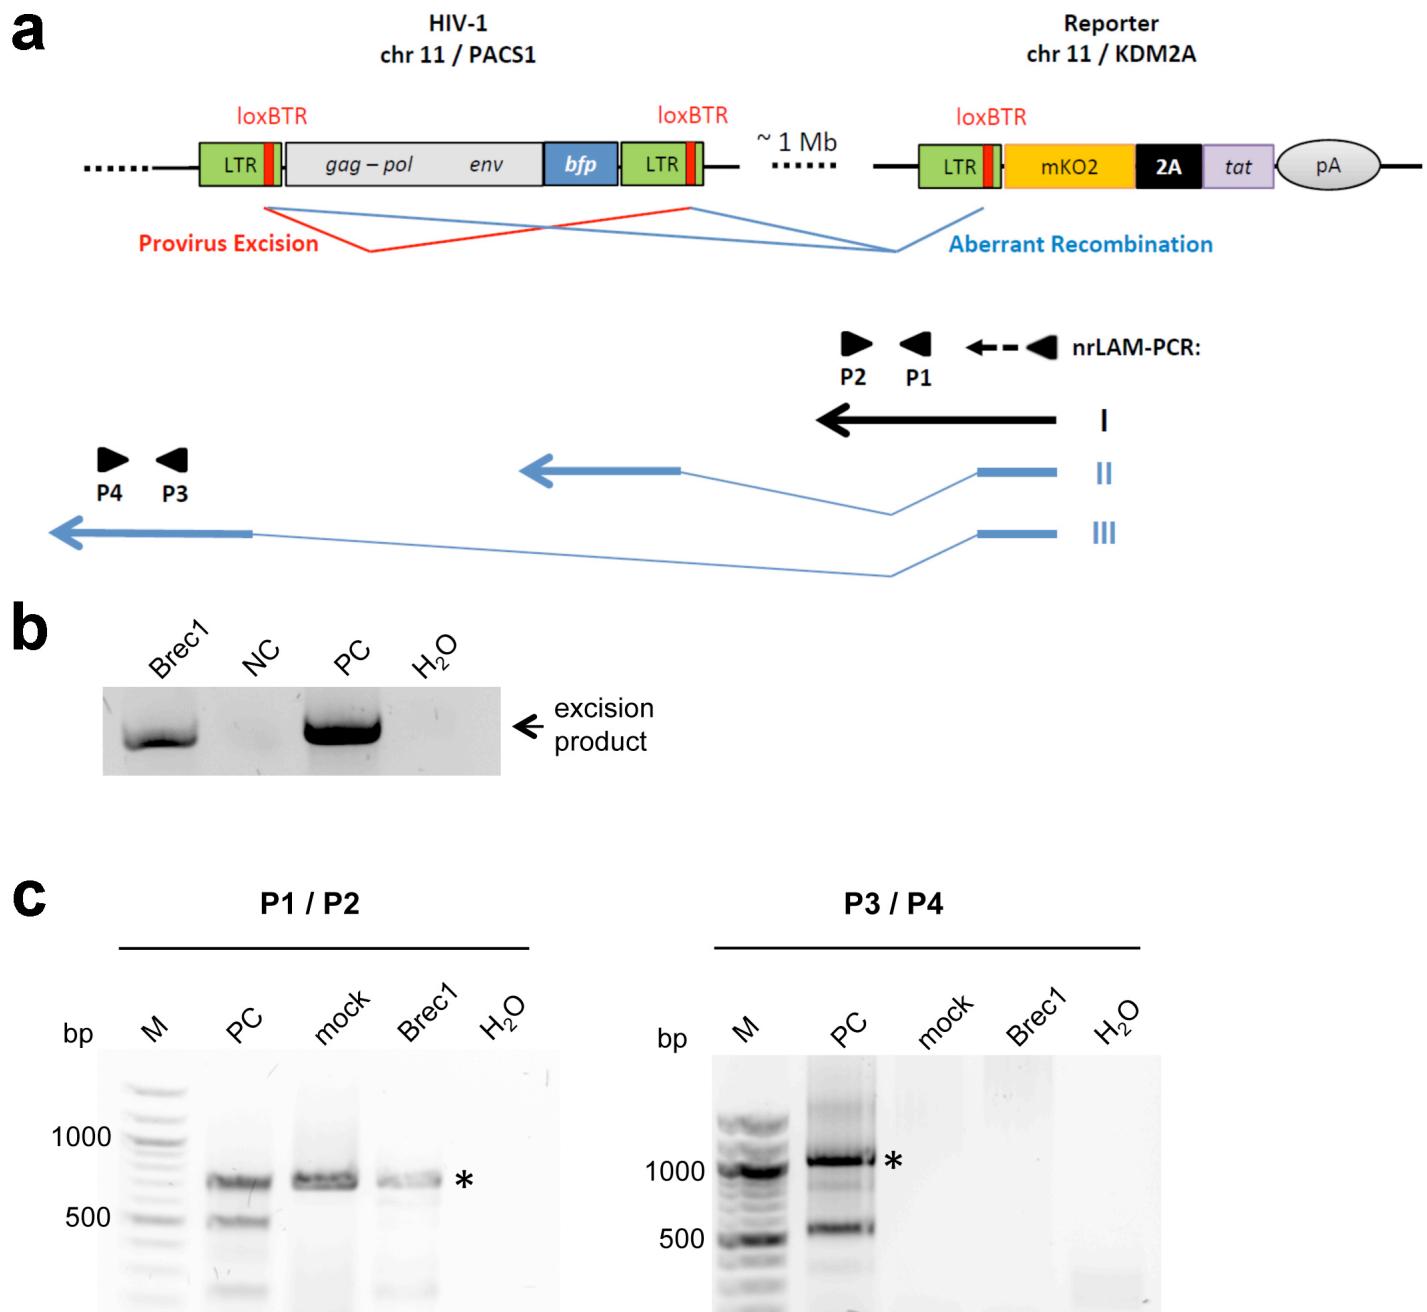 a
HIV-1
chr 11 / PACS1
Reporter
chr 11 / KDM2A
loxBTR
loxBTR
loxBTR
~ 1 Mb
LTR
gag – pol
env
bfp
LTR
LTR
mKO2
2A
tat
pA
Provirus Excision
Aberrant Recombination
nrLAM-PCR:
P2
P1
I
P4
P3
II
III
b
Brec1
NC
PC
H₂O
excision
product
c
P1 / P2
bp
M
PC
mock
Brec1
H₂O
1000
500
*
P3 / P4
bp
M
PC
mock
Brec1
H₂O
1000
500
*